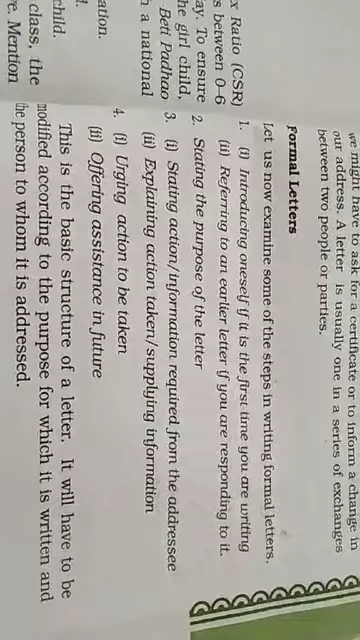 we might have to ask for a certificate or to inform a change in
our address. A letter is usually one in a series of exchanges
between two people or parties.
Formal Letters
Let us now examine some of the steps in writing formal letters.
1. (i) Introducing oneself if it is the first time you are writing
(ii) Referring to an earlier letter if you are responding to it.
2. Stating the purpose of the letter
3. (i) Stating action/information required from the addressee
(ii) Explaining action taken/supplying information
4. (i) Urging action to be taken
(ii) Offering assistance in future
This is the basic structure of a letter. It will have to be
modified according to the purpose for which it is written and
the person to whom it is addressed.
Ratio (CSR)
between 0–6
To ensure
girl child,
Beti Padhao
a national
child.
class, the
Mention